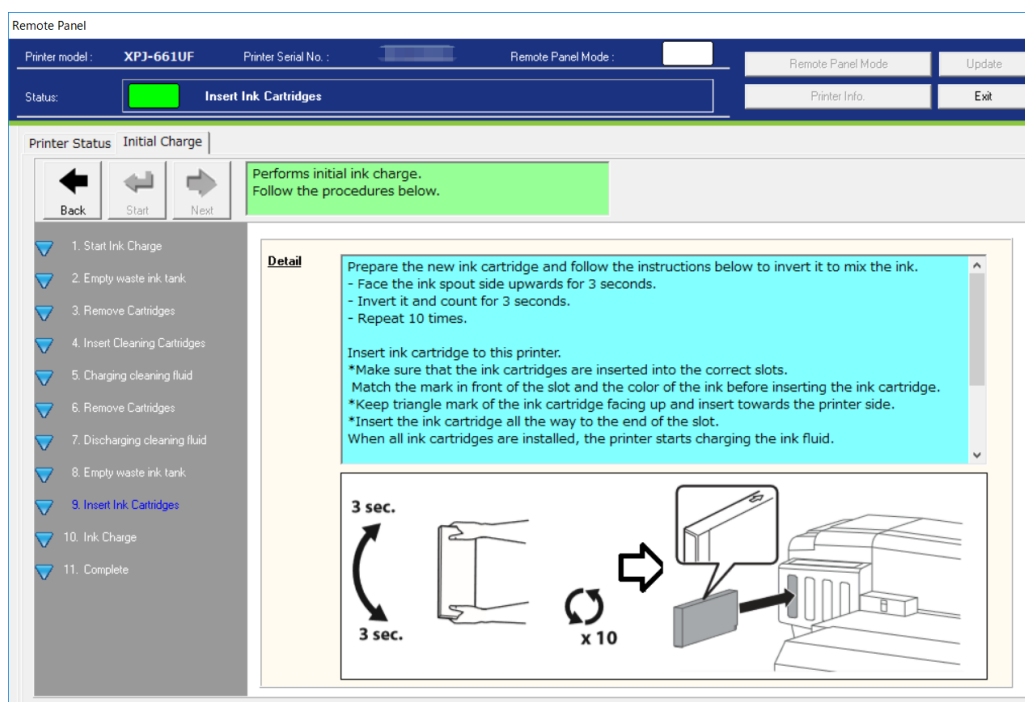 Remote Panel
Printer model :
XPJ-661UF
Printer Serial No. :
Remote Panel Mode :
Remote Panel Mode
Update
Status:
Insert Ink Cartridges
Printer Info.
Exit
Printer Status
Initial Charge
Back
Start
Next
Performs initial ink charge.
Follow the procedures below.
1. Start Ink Charge
2. Empty waste ink tank
3. Remove Cartridges
4. Insert Cleaning Cartridges
5. Charging cleaning fluid
6. Remove Cartridges
7. Discharging cleaning fluid
8. Empty waste ink tank
9. Insert Ink Cartridges
10. Ink Charge
11. Complete
Detail
Prepare the new ink cartridge and follow the instructions below to invert it to mix the ink.
- Face the ink spout side upwards for 3 seconds.
- Invert it and count for 3 seconds.
- Repeat 10 times.
Insert ink cartridge to this printer.
*Make sure that the ink cartridges are inserted into the correct slots.
Match the mark in front of the slot and the color of the ink before inserting the ink cartridge.
*Keep triangle mark of the ink cartridge facing up and insert towards the printer side.
*Insert the ink cartridge all the way to the end of the slot.
When all ink cartridges are installed, the printer starts charging the ink fluid.
3 sec.
3 sec.
x 10